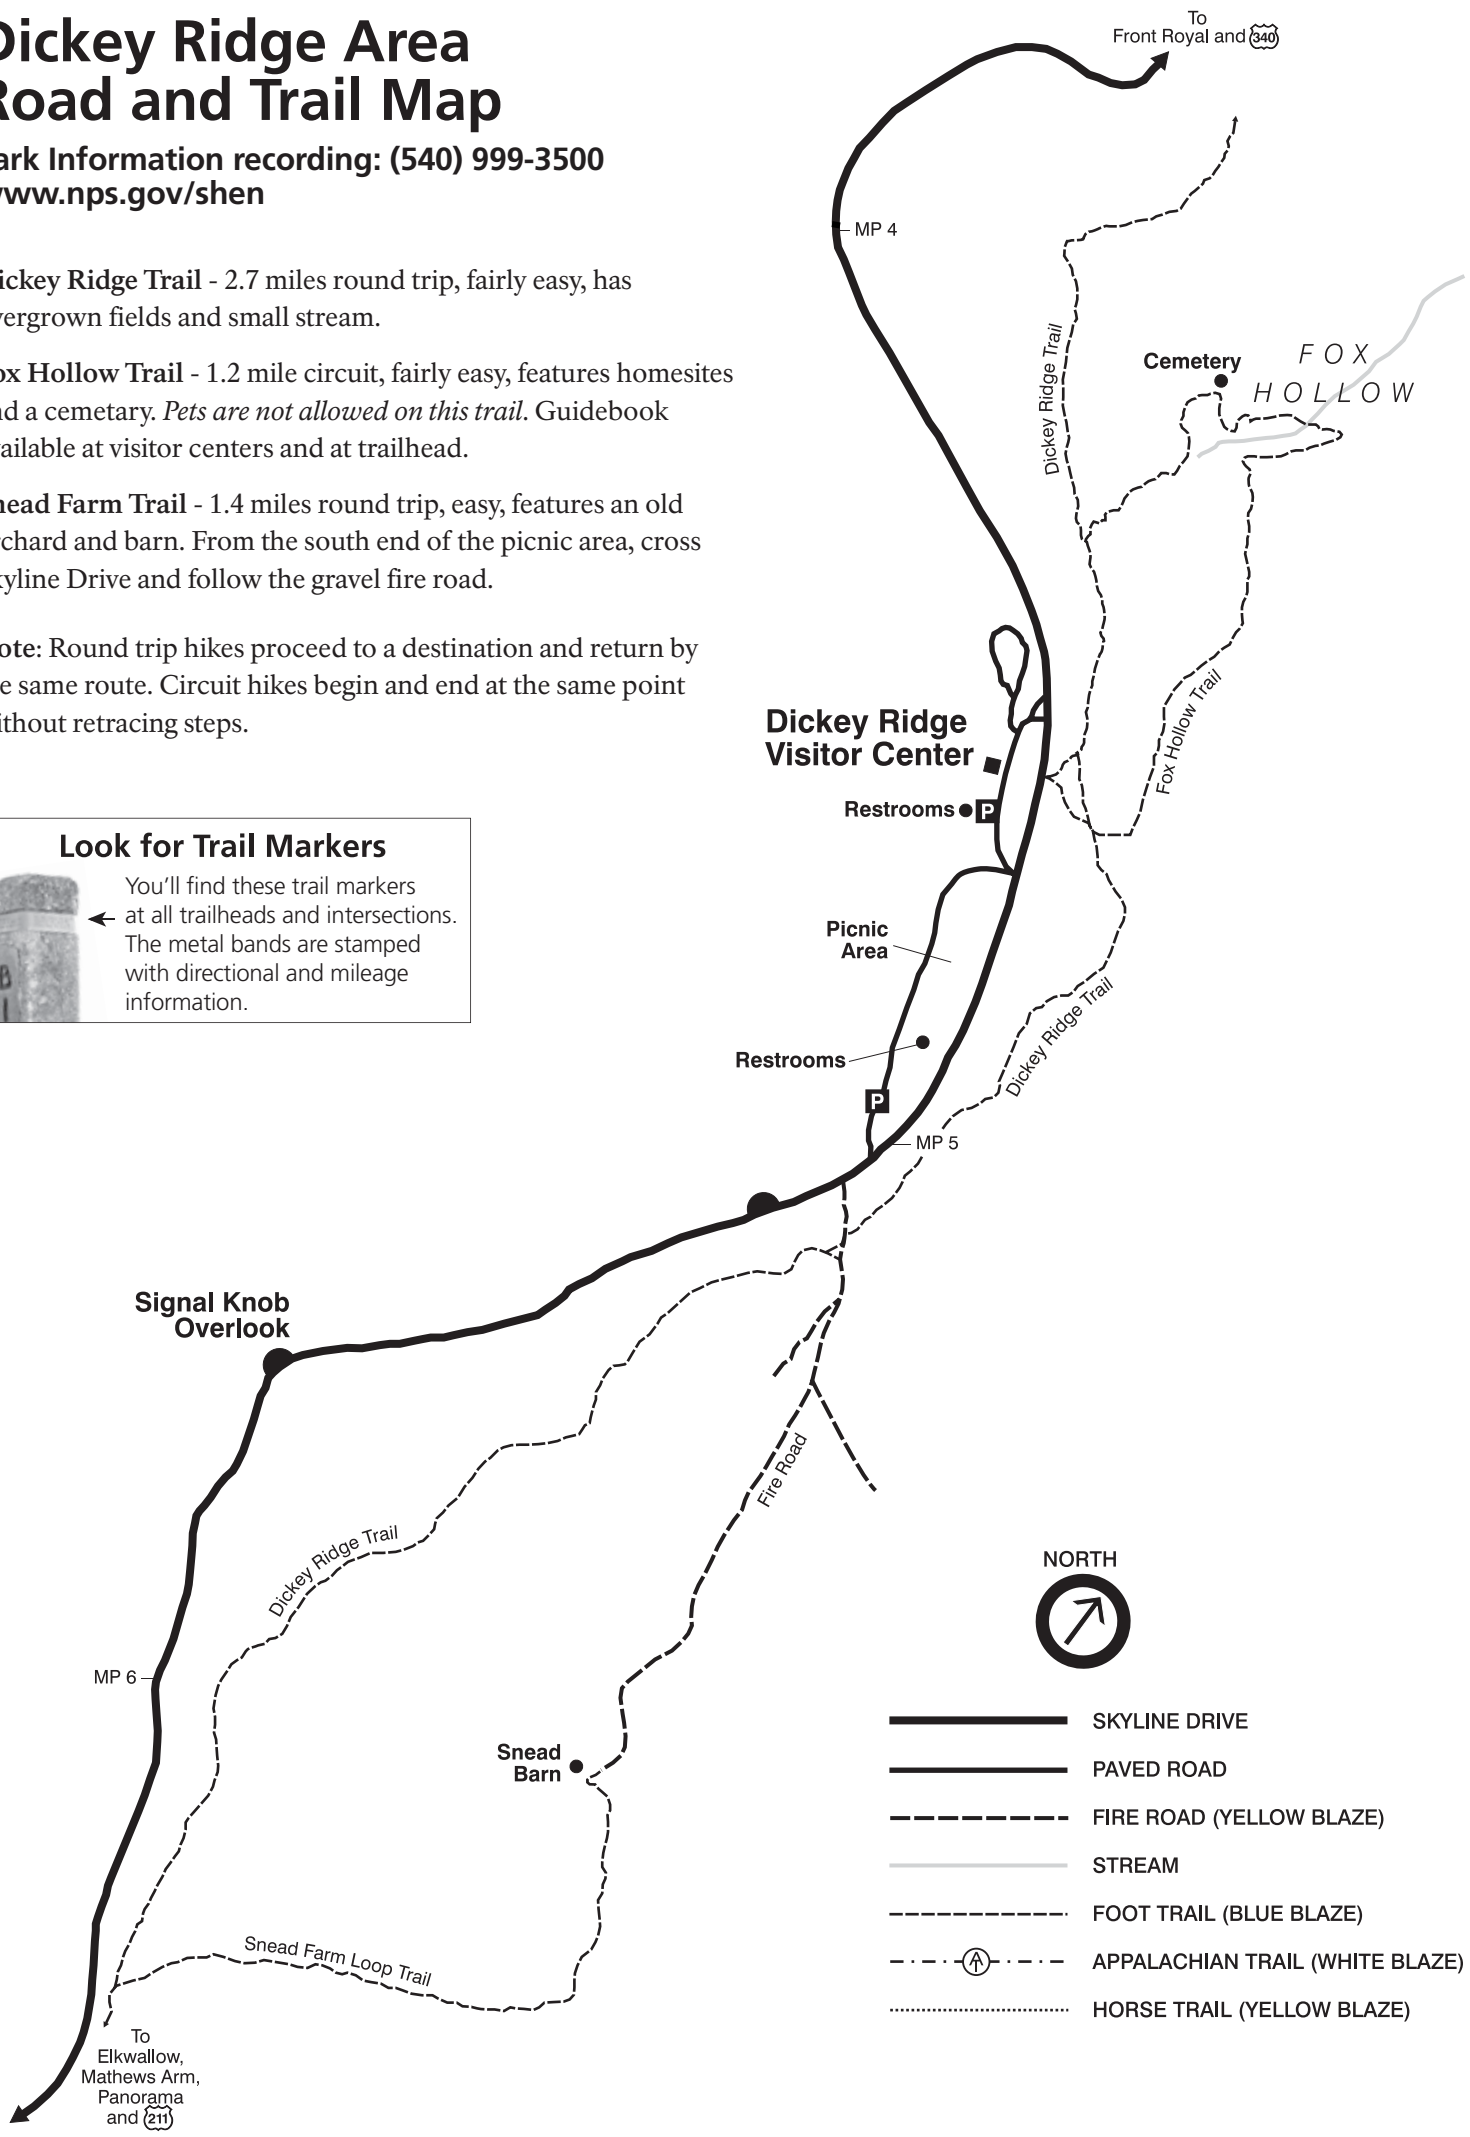 Dickey Ridge Area
Road and Trail Map
ark Information recording: (540) 999-3500
www.nps.gov/shen
ickey Ridge Trail - 2.7 miles round trip, fairly easy, has
vergrown fields and small stream.
ox Hollow Trail - 1.2 mile circuit, fairly easy, features homesites
nd a cemetary. Pets are not allowed on this trail. Guidebook
vailable at visitor centers and at trailhead.
nead Farm Trail - 1.4 miles round trip, easy, features an old
rchard and barn. From the south end of the picnic area, cross
kyline Drive and follow the gravel fire road.
ote: Round trip hikes proceed to a destination and return by
e same route. Circuit hikes begin and end at the same point
ithout retracing steps.
Look for Trail Markers
You'll find these trail markers
at all trailheads and intersections.
The metal bands are stamped
with directional and mileage
information.
To
Front Royal and 340
MP 4
Dickey Ridge Trail
Cemetery
FOX
HOLLOW
Fox Hollow Trail
Dickey Ridge
Visitor Center
Restrooms P
Picnic
Area
Restrooms
P
Dickey Ridge Trail
MP 5
Signal Knob
Overlook
Fire Road
Dickey Ridge Trail
MP 6
Snead
Barn
Snead Farm Loop Trail
To
Elkwallow,
Mathews Arm,
Panorama
and 211
NORTH
SKYLINE DRIVE
PAVED ROAD
FIRE ROAD (YELLOW BLAZE)
STREAM
FOOT TRAIL (BLUE BLAZE)
APPALACHIAN TRAIL (WHITE BLAZE)
HORSE TRAIL (YELLOW BLAZE)